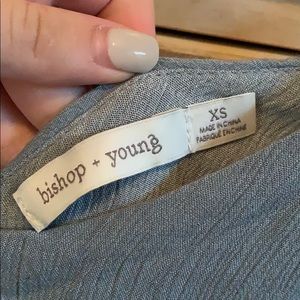 bishop + young
XS
MADE IN CHINA
FABRIQUÉ EN CHINE